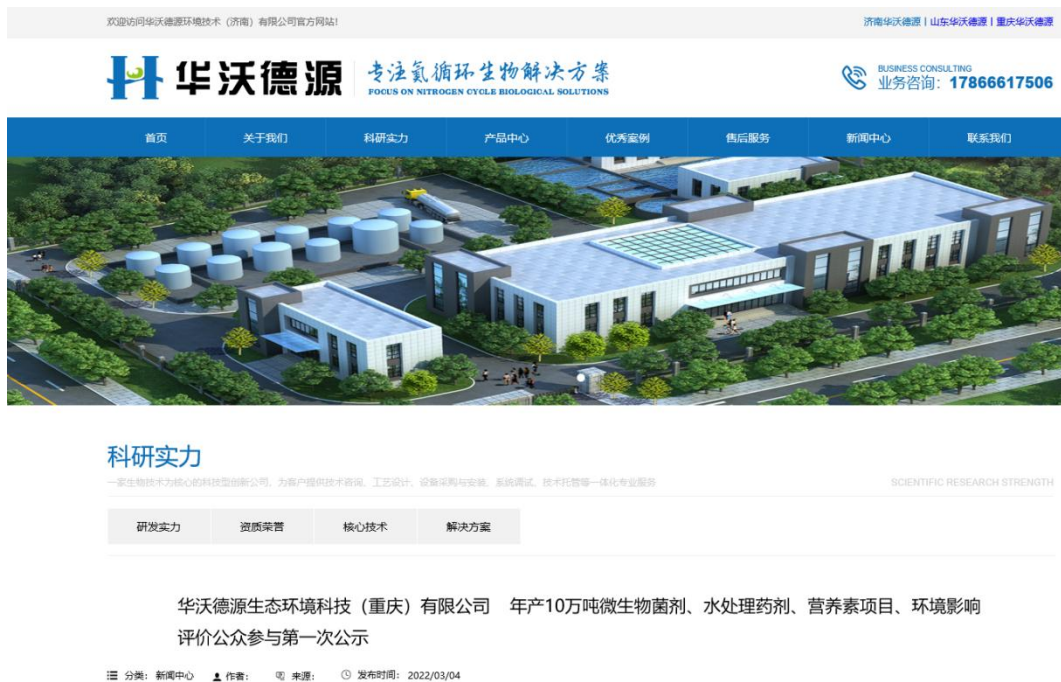 欢迎访问华沃德源环境技术（济南）有限公司官方网站!
济南华沃德源 | 山东华沃德源 | 重庆华沃德源
华沃德源
专注氮循环生物解决方案
FOCUS ON NITROGEN CYCLE BIOLOGICAL SOLUTIONS
BUSINESS CONSULTING
业务咨询：17866617506
首页 关于我们 科研实力 产品中心 优秀案例 售后服务 新闻中心 联系我们
科研实力
一家生物技术为核心的科技型创新公司，为客户提供技术咨询、工艺设计、设备采购与安装、系统调试、技术托管等一体化专业服务
SCIENTIFIC RESEARCH STRENGTH
研发实力 资质荣誉 核心技术 解决方案
华沃德源生态环境科技（重庆）有限公司 年产10万吨微生物菌剂、水处理药剂、营养素项目、环境影响
评价公众参与第一次公示
分类：新闻中心 作者： 来源： 发布时间：2022/03/04